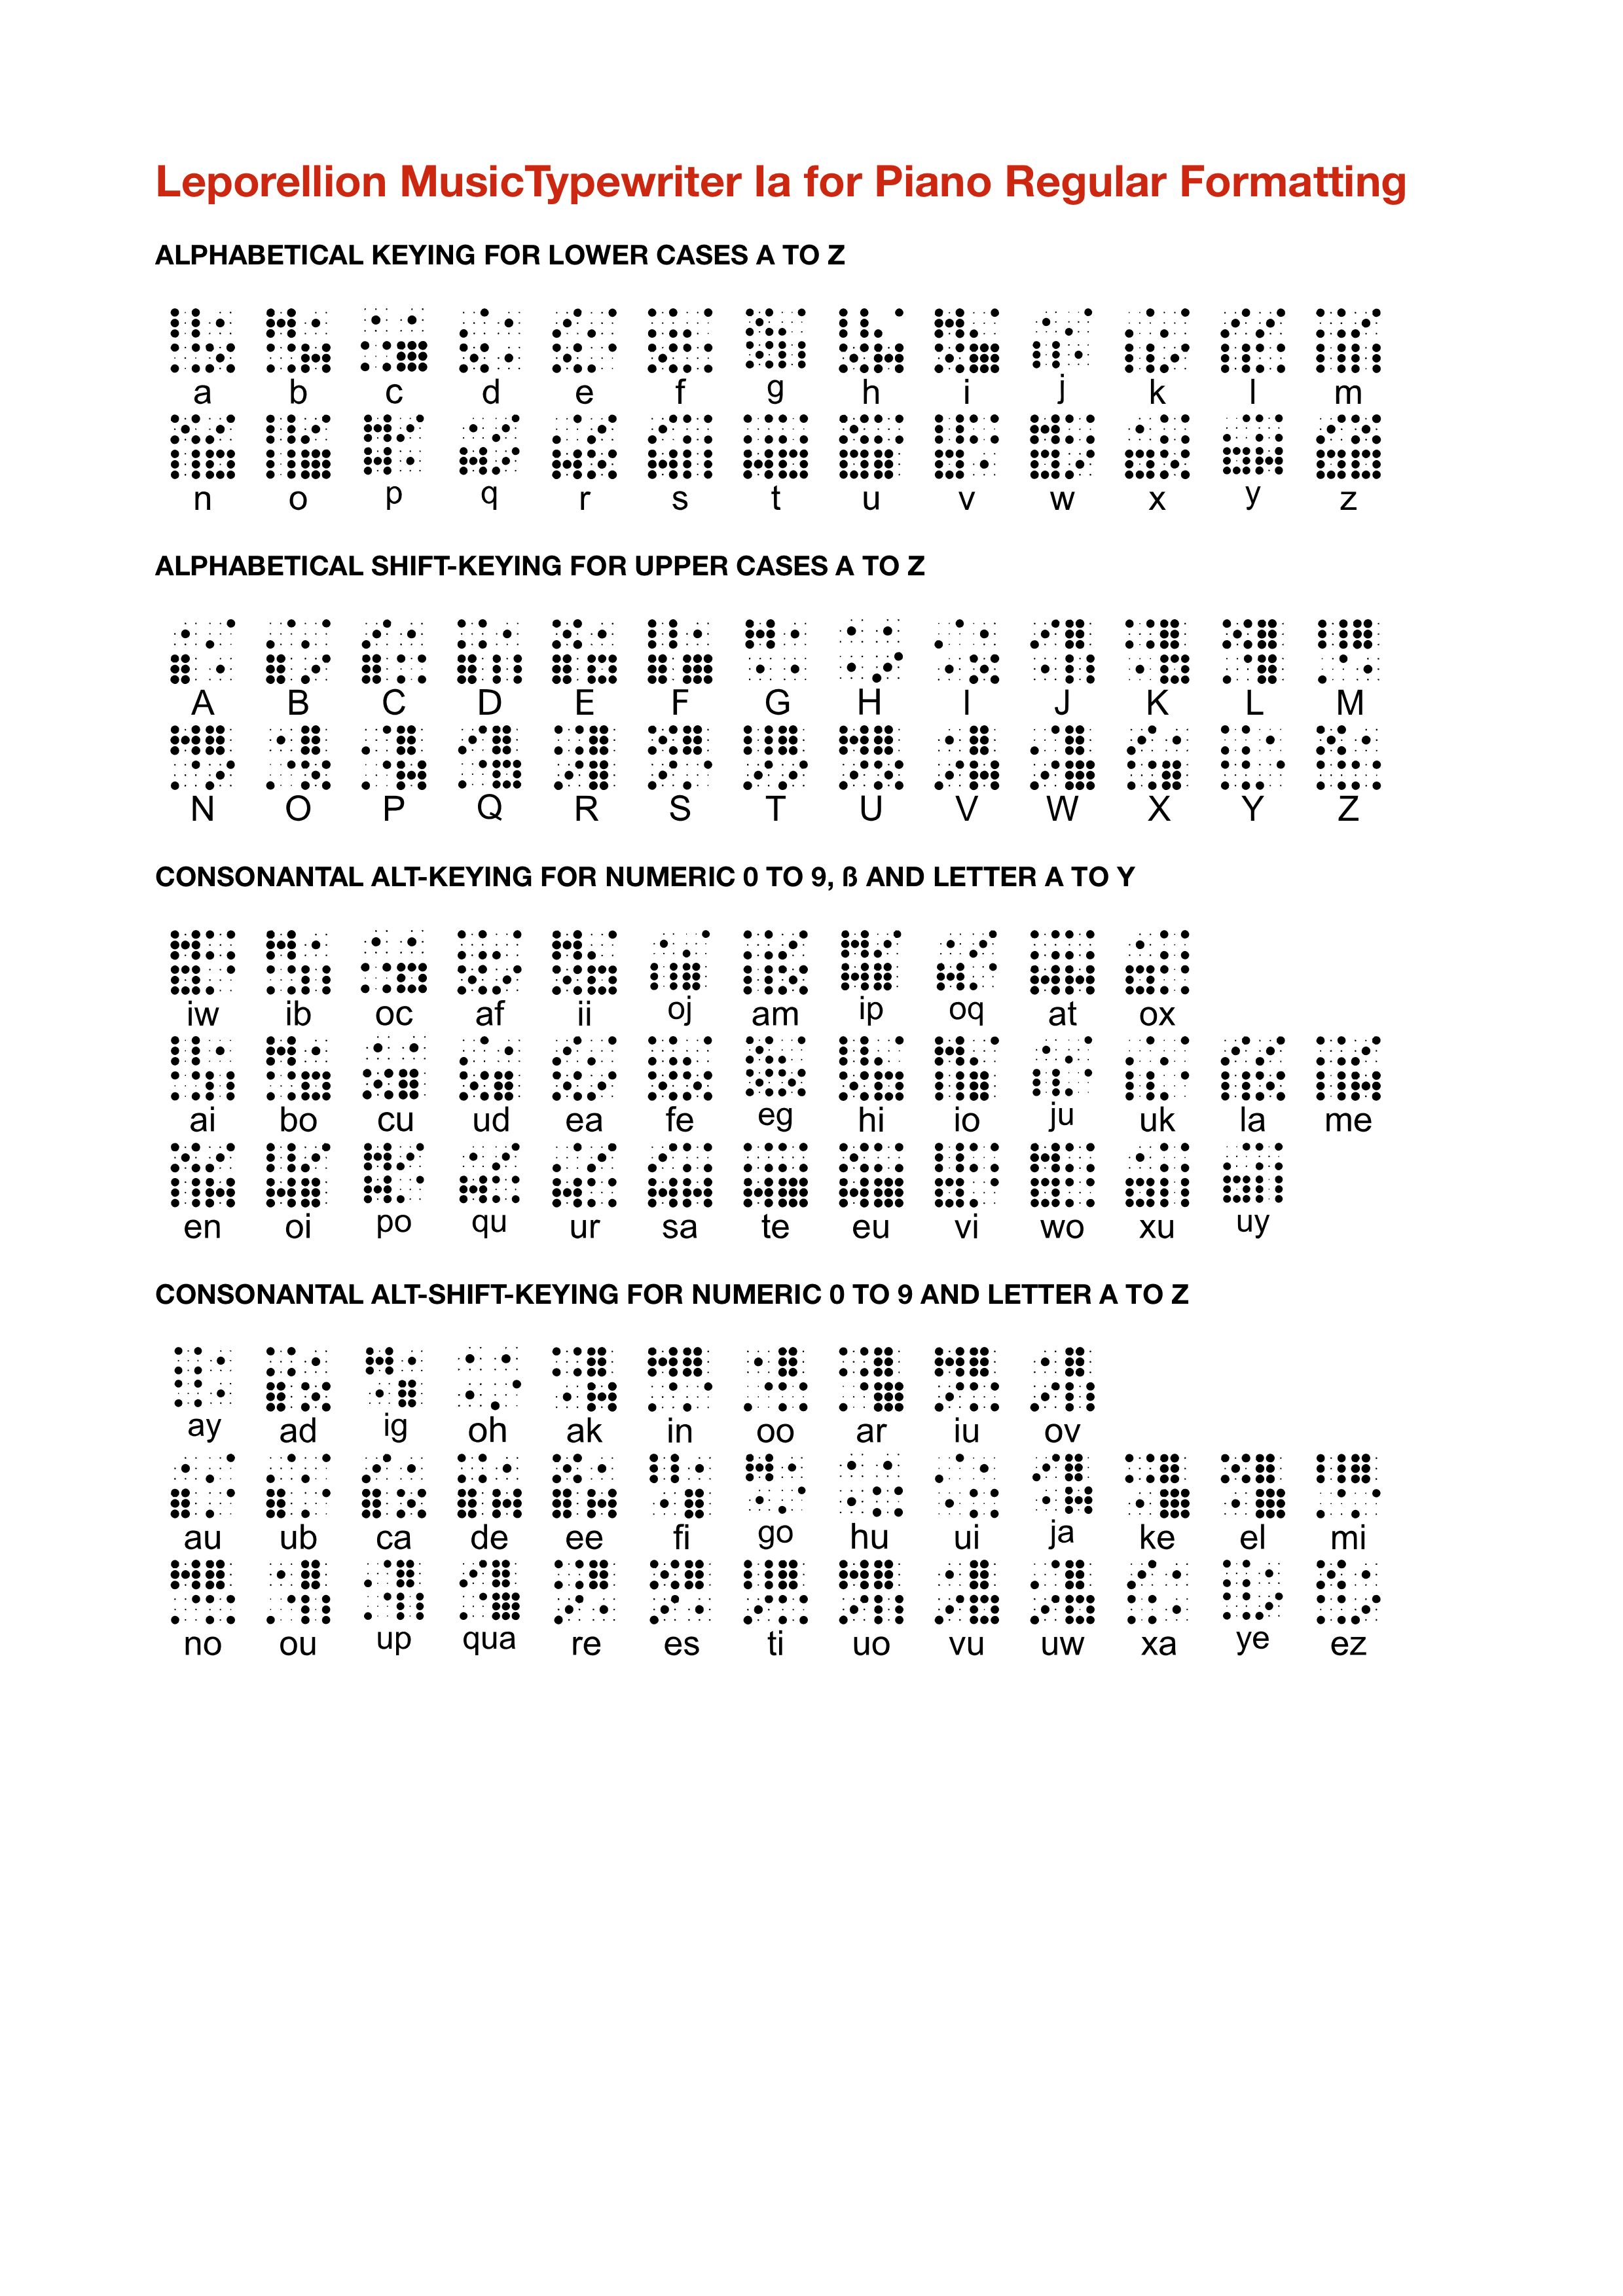 Leporellion MusicTypewriter Ia for Piano Regular Formatting
ALPHABETICAL KEYING FOR LOWER CASES A TO Z
a b c d e f g h i j k l m
n o p q r s t u v w x y z
ALPHABETICAL SHIFT-KEYING FOR UPPER CASES A TO Z
A B C D E F G H I J K L M
N O P Q R S T U V W X Y Z
CONSONANTAL ALT-KEYING FOR NUMERIC 0 TO 9, ß AND LETTER A TO Y
iw ib oc af ii oj am ip oq at ox
ai bo cu ud ea fe eg hi io ju uk la me
en oi po qu ur sa te eu vi wo xu uy
CONSONANTAL ALT-SHIFT-KEYING FOR NUMERIC 0 TO 9 AND LETTER A TO Z
ay ad ig oh ak in oo ar iu ov
au ub ca de ee fi go hu ui ja ke el mi
no ou up qua re es ti uo vu uw xa ye ez